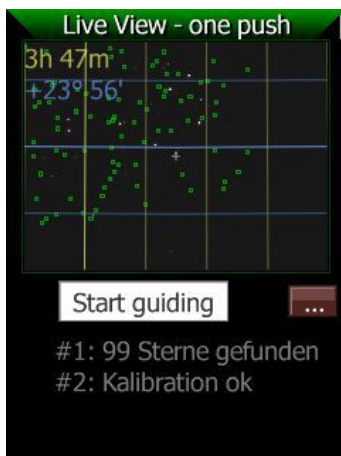 Live View - one push
3h 47m
+23° 56'
Start guiding
...
#1: 99 Sterne gefunden
#2: Kalibration ok